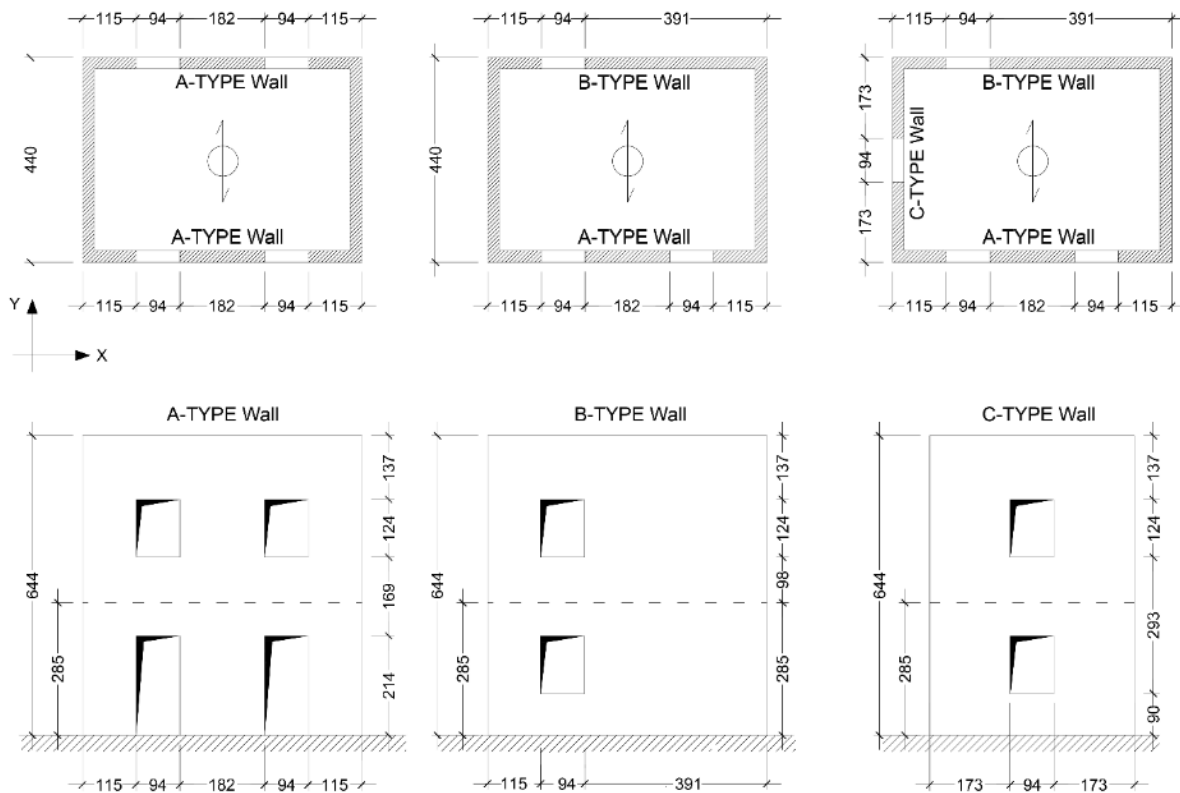 115 94 182 94 115
115 94 391
115 94 391
A-TYPE Wall
B-TYPE Wall
B-TYPE Wall
440
440
173
94
173
C-TYPE Wall
A-TYPE Wall
A-TYPE Wall
A-TYPE Wall
115 94 182 94 115
115 94 182 94 115
115 94 182 94 115
Y
X
A-TYPE Wall
B-TYPE Wall
C-TYPE Wall
644
285
137
124
169
214
644
285
137
124
98
285
644
285
137
124
293
90
115 94 182 94 115
115 94 391
173 94 173